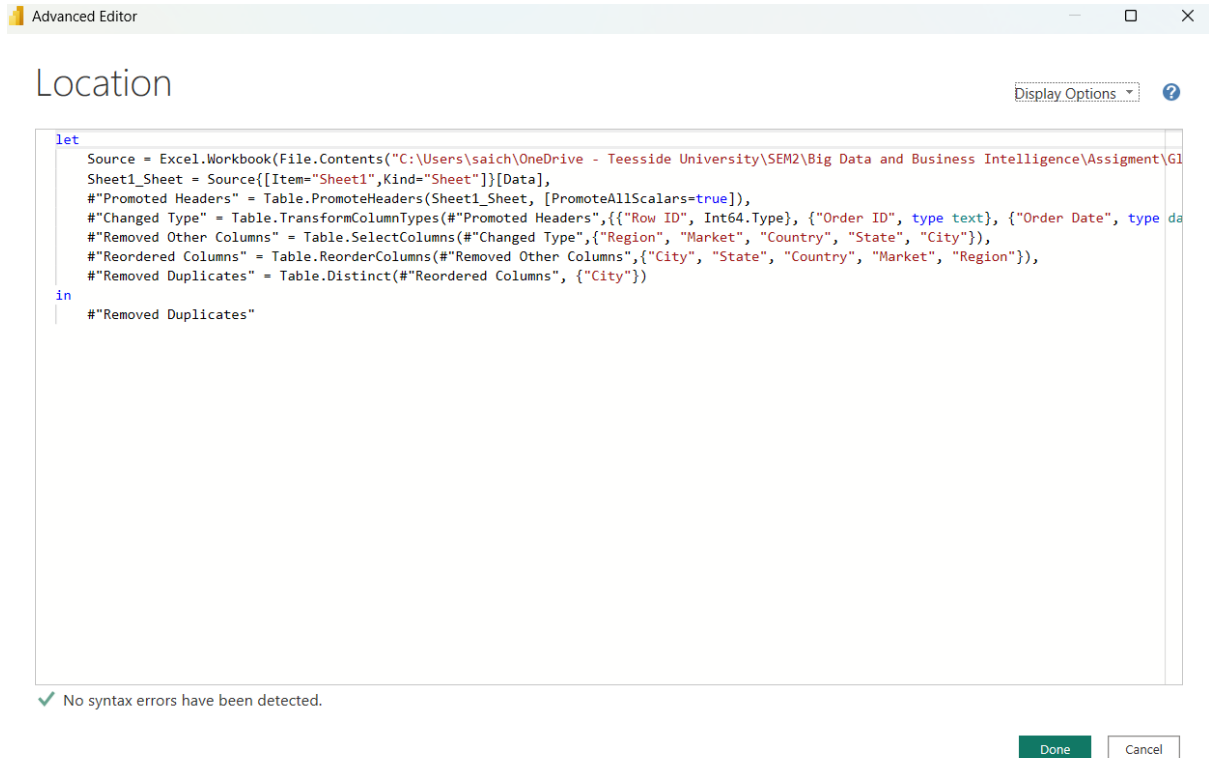 Advanced Editor
Location
Display Options
let
Source = Excel.Workbook(File.Contents("C:\Users\saich\OneDrive - Teesside University\SEM2\Big Data and Business Intelligence\Assigment\Gl
Sheet1_Sheet = Source{[Item="Sheet1",Kind="Sheet"]}[Data],
#"Promoted Headers" = Table.PromoteHeaders(Sheet1_Sheet, [PromoteAllScalars=true]),
#"Changed Type" = Table.TransformColumnTypes(#"Promoted Headers",{{"Row ID", Int64.Type}, {"Order ID", type text}, {"Order Date", type da
#"Removed Other Columns" = Table.SelectColumns(#"Changed Type",{"Region", "Market", "Country", "State", "City"}),
#"Reordered Columns" = Table.ReorderColumns(#"Removed Other Columns",{"City", "State", "Country", "Market", "Region"}),
#"Removed Duplicates" = Table.Distinct(#"Reordered Columns", {"City"})
in
#"Removed Duplicates"
No syntax errors have been detected.
Done
Cancel